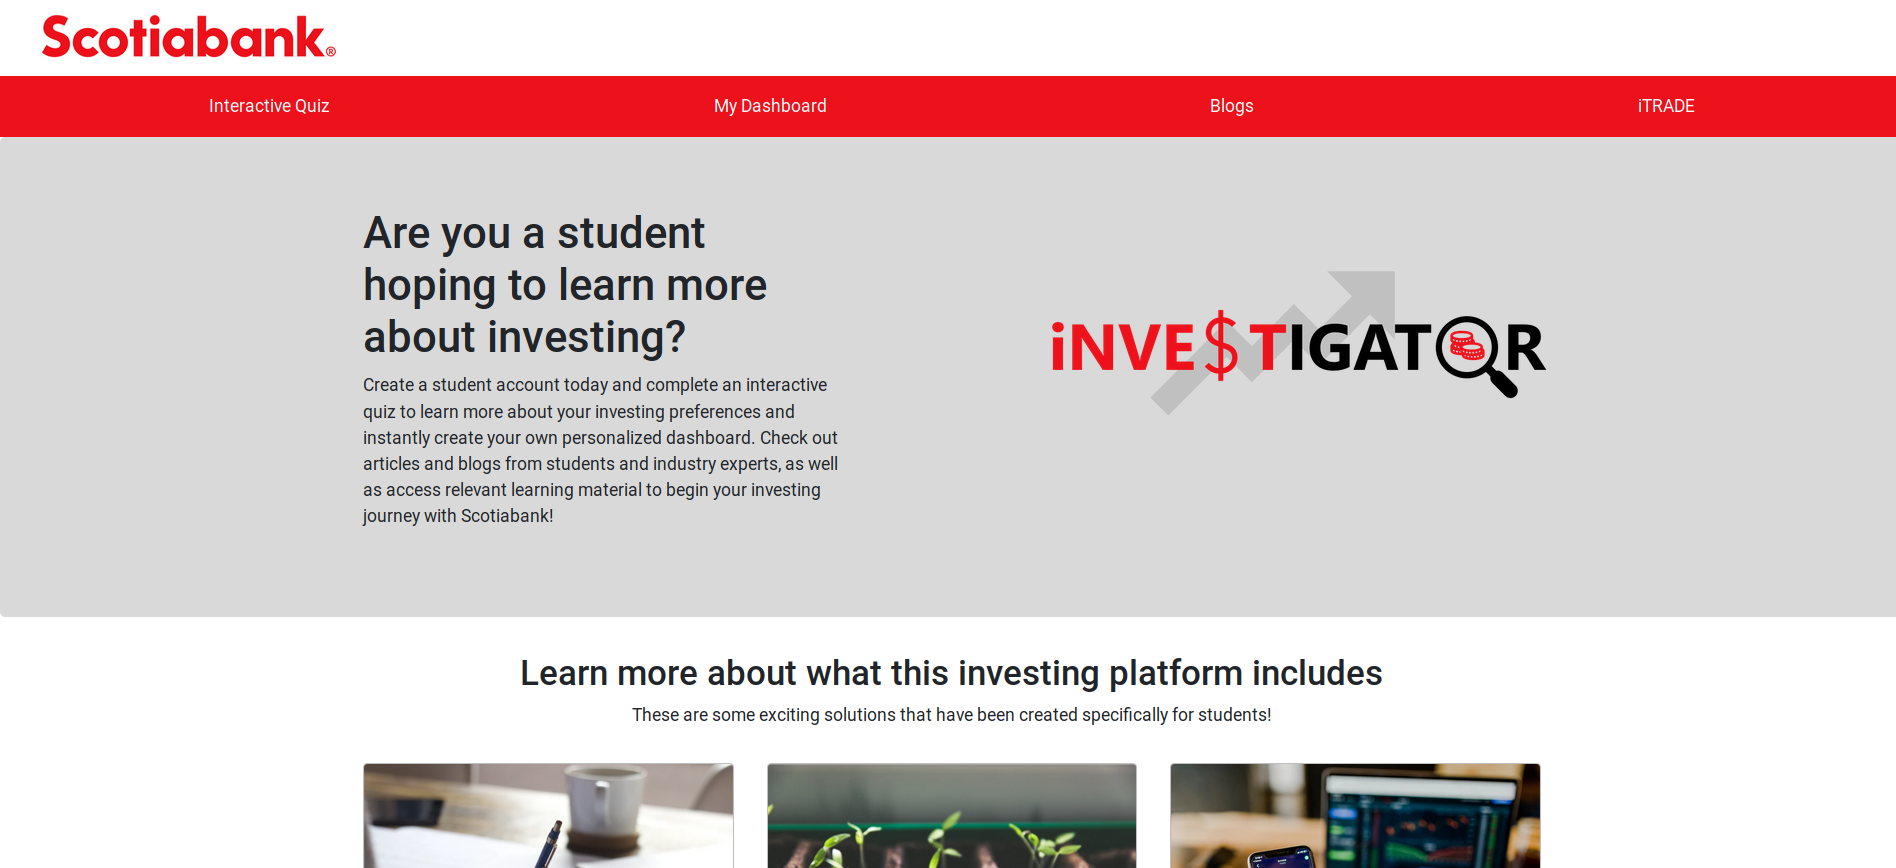 Scotiabank®
Interactive Quiz
My Dashboard
Blogs
iTRADE
Are you a student
hoping to learn more
about investing?
Create a student account today and complete an interactive
quiz to learn more about your investing preferences and
instantly create your own personalized dashboard. Check out
articles and blogs from students and industry experts, as well
as access relevant learning material to begin your investing
journey with Scotiabank!
iNVE$TIGATOR
Learn more about what this investing platform includes
These are some exciting solutions that have been created specifically for students!